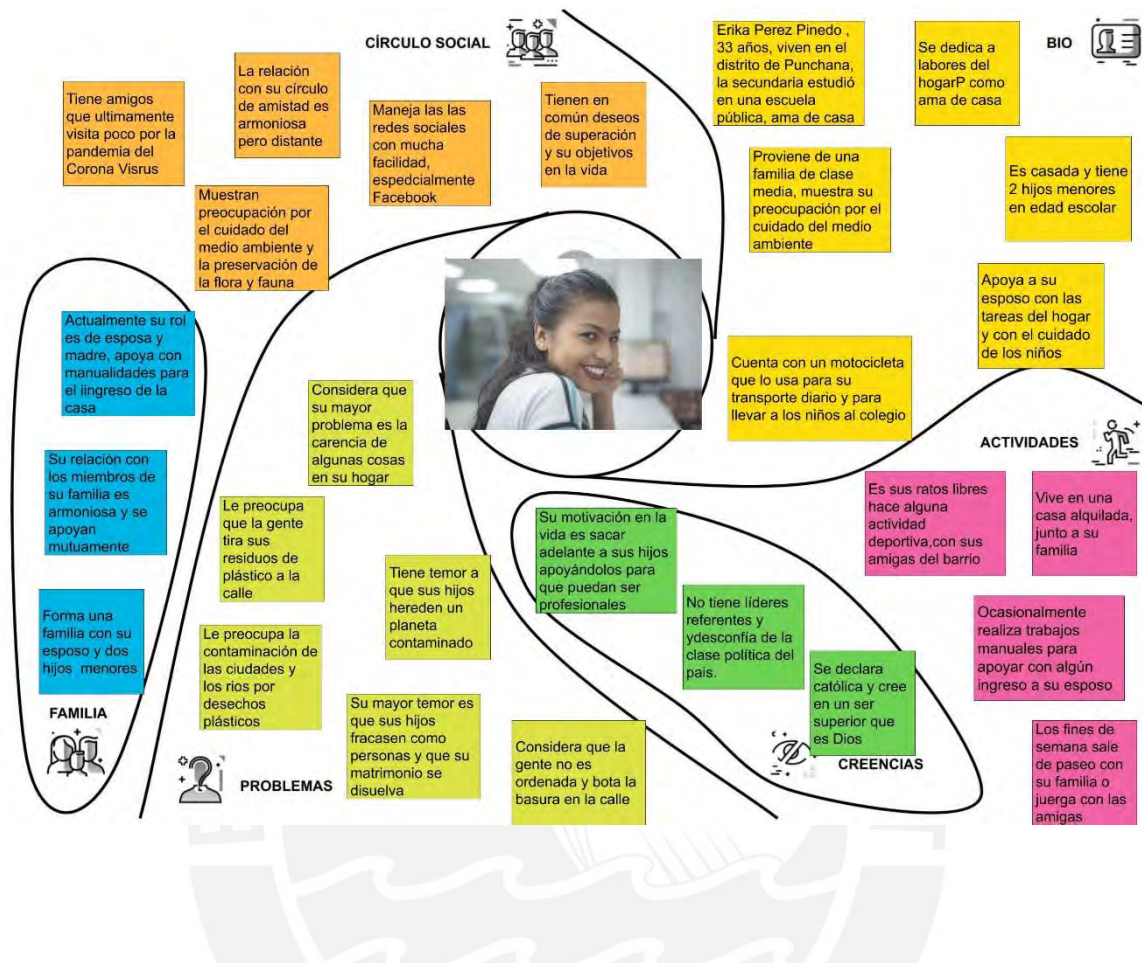 CÍRCULO SOCIAL
Tiene amigos
que ultimamente
visita poco por la
pandemia del
Corona Visrus
La relación
con su círculo
de amistad es
armoniosa
pero distante
Maneja las las
redes sociales
con mucha
facilidad,
espedcialmente
Facebook
Tienen en
común deseos
de superación
y su objetivos
en la vida
Muestran
preocupación por
el cuidado del
medio ambiente y
la preservación de
la flora y fauna
BIO
Erika Perez Pinedo ,
33 años, viven en el
distrito de Punchana,
la secundaria estudió
en una escuela
pública, ama de casa
Se dedica a
labores del
hogarP como
ama de casa
Proviene de una
familia de clase
media, muestra su
preocupación por el
cuidado del medio
ambiente
Es casada y tiene
2 hijos menores
en edad escolar
Apoya a su
esposo con las
tareas del hogar
y con el cuidado
de los niños
Cuenta con un motocicleta
que lo usa para su
transporte diario y para
llevar a los niños al colegio
Actualmente su rol
es de esposa y
madre, apoya con
manualidades para
el iingreso de la
casa
Su relación con
los miembros de
su familia es
armoniosa y se
apoyan
mutuamente
Forma una
familia con su
esposo y dos
hijos menores
FAMILIA
Considera que
su mayor
problema es la
carencia de
algunas cosas
en su hogar
Le preocupa
que la gente
tira sus
residuos de
plástico a la
calle
Tiene temor a
que sus hijos
hereden un
planeta
contaminado
Le preocupa la
contaminación de
las ciudades y
los rios por
desechos
plásticos
Su mayor temor es
que sus hijos
fracasen como
personas y que su
matrimonio se
disuelva
Considera que la
gente no es
ordenada y bota la
basura en la calle
PROBLEMAS
Su motivación en la
vida es sacar
adelante a sus hijos
apoyándolos para
que puedan ser
profesionales
No tiene líderes
referentes y
ydesconfía de la
clase política del
pais.
Se declara
católica y cree
en un ser
superior que
es Dios
CREENCIAS
ACTIVIDADES
Es sus ratos libres
hace alguna
actividad
deportiva,con sus
amigas del barrio
Vive en una
casa alquilada,
junto a su
familia
Ocasionalmente
realiza trabajos
manuales para
apoyar con algún
ingreso a su esposo
Los fines de
semana sale
de paseo con
su familia o
juerga con las
amigas